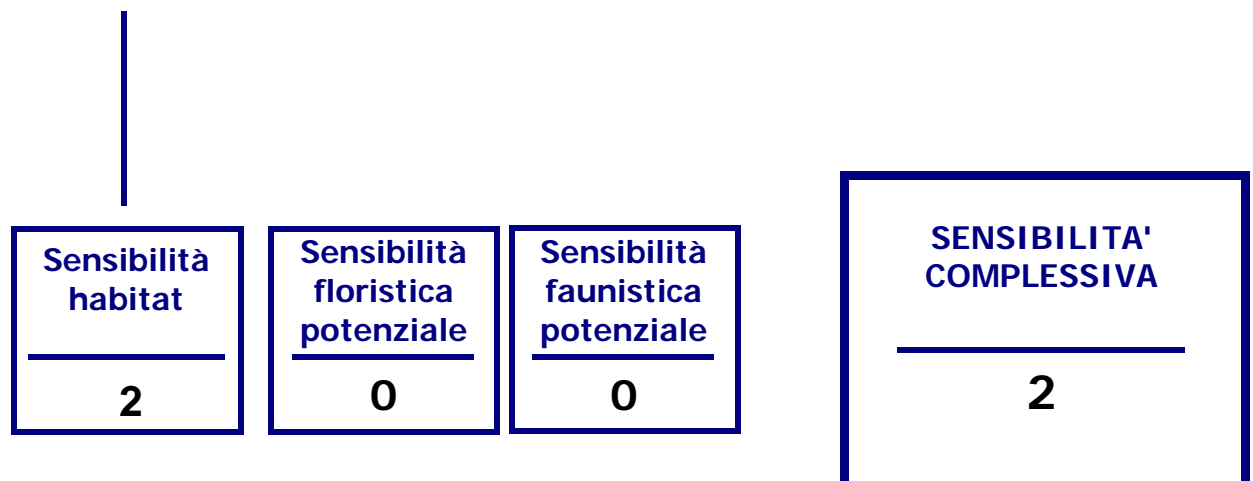 Sensibilità
habitat
2
Sensibilità
floristica
potenziale
0
Sensibilità
faunistica
potenziale
0
SENSIBILITA'
COMPLESSIVA
2